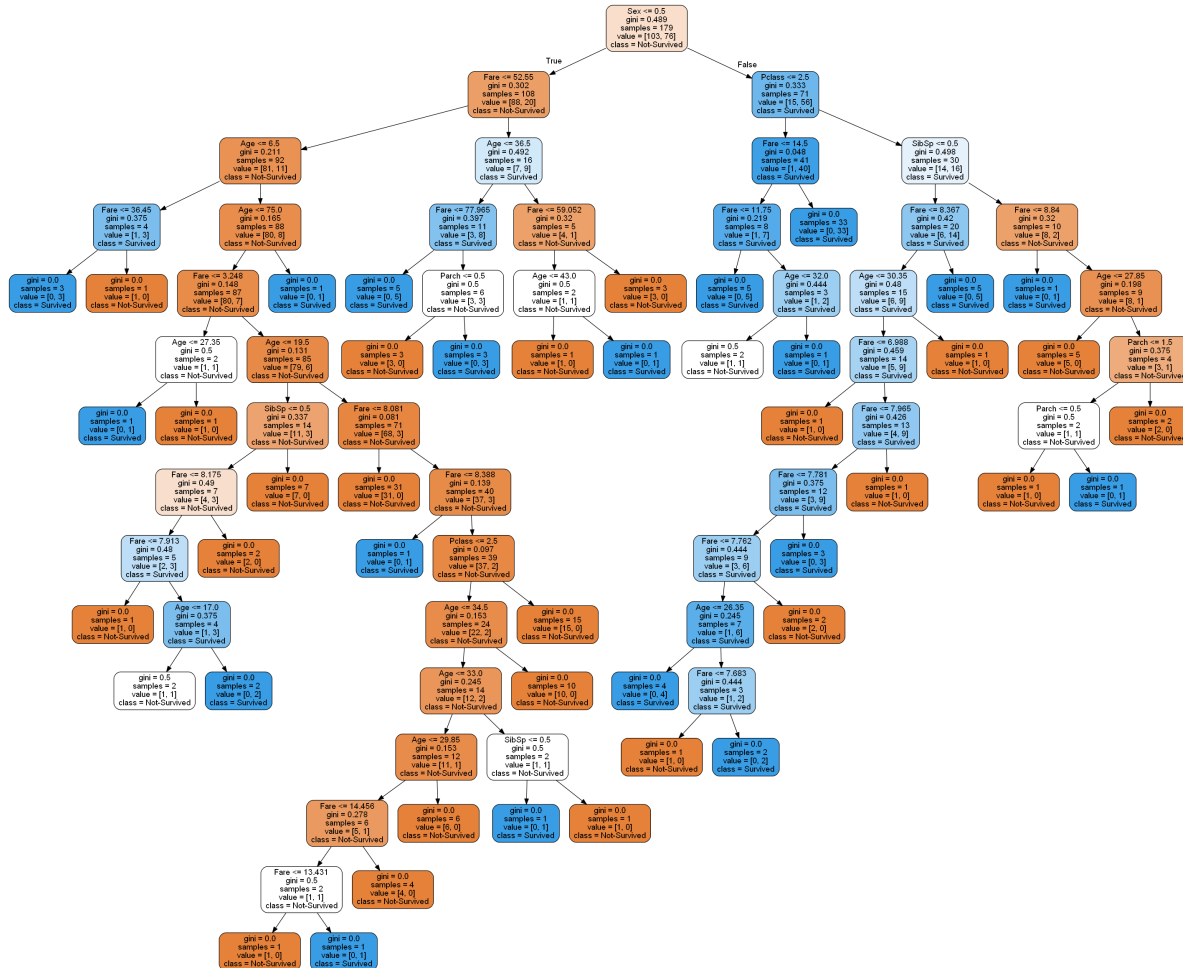 Sex <= 0.5
gini = 0.489
samples = 179
value = [103, 76]
class = Not-Survived
True
False
Fare <= 52.55
gini = 0.302
samples = 108
value = [88, 20]
class = Not-Survived
Pclass <= 2.5
gini = 0.333
samples = 71
value = [15, 56]
class = Survived
Age <= 6.5
gini = 0.211
samples = 92
value = [81, 11]
class = Not-Survived
Age <= 36.5
gini = 0.492
samples = 16
value = [7, 9]
class = Survived
Fare <= 14.5
gini = 0.048
samples = 41
value = [1, 40]
class = Survived
SibSp <= 0.5
gini = 0.498
samples = 30
value = [14, 16]
class = Survived
Fare <= 36.45
gini = 0.375
samples = 4
value = [1, 3]
class = Survived
Age <= 75.0
gini = 0.165
samples = 88
value = [80, 8]
class = Not-Survived
Fare <= 77.965
gini = 0.397
samples = 11
value = [3, 8]
class = Survived
Fare <= 59.052
gini = 0.32
samples = 5
value = [4, 1]
class = Not-Survived
Fare <= 11.75
gini = 0.219
samples = 8
value = [1, 7]
class = Survived
gini = 0.0
samples = 33
value = [0, 33]
class = Survived
Fare <= 8.367
gini = 0.42
samples = 20
value = [6, 14]
class = Survived
Fare <= 8.84
gini = 0.32
samples = 10
value = [8, 2]
class = Not-Survived
gini = 0.0
samples = 3
value = [0, 3]
class = Survived
gini = 0.0
samples = 1
value = [1, 0]
class = Not-Survived
Fare <= 3.248
gini = 0.148
samples = 87
value = [80, 7]
class = Not-Survived
gini = 0.0
samples = 1
value = [0, 1]
class = Survived
gini = 0.0
samples = 5
value = [0, 5]
class = Survived
Parch <= 0.5
gini = 0.5
samples = 6
value = [3, 3]
class = Not-Survived
Age <= 43.0
gini = 0.5
samples = 2
value = [1, 1]
class = Not-Survived
gini = 0.0
samples = 3
value = [3, 0]
class = Not-Survived
gini = 0.0
samples = 5
value = [0, 5]
class = Survived
Age <= 32.0
gini = 0.444
samples = 3
value = [1, 2]
class = Survived
Age <= 30.35
gini = 0.48
samples = 15
value = [6, 9]
class = Survived
gini = 0.0
samples = 5
value = [0, 5]
class = Survived
gini = 0.0
samples = 1
value = [0, 1]
class = Survived
Age <= 27.85
gini = 0.198
samples = 9
value = [8, 1]
class = Not-Survived
Age <= 27.35
gini = 0.5
samples = 2
value = [1, 1]
class = Not-Survived
Age <= 19.5
gini = 0.131
samples = 85
value = [79, 6]
class = Not-Survived
gini = 0.0
samples = 3
value = [3, 0]
class = Not-Survived
gini = 0.0
samples = 3
value = [0, 3]
class = Survived
gini = 0.0
samples = 1
value = [1, 0]
class = Not-Survived
gini = 0.0
samples = 1
value = [0, 1]
class = Survived
gini = 0.5
samples = 2
value = [1, 1]
class = Not-Survived
gini = 0.0
samples = 1
value = [0, 1]
class = Survived
Fare <= 6.988
gini = 0.459
samples = 14
value = [5, 9]
class = Survived
gini = 0.0
samples = 1
value = [1, 0]
class = Not-Survived
gini = 0.0
samples = 5
value = [5, 0]
class = Not-Survived
Parch <= 1.5
gini = 0.375
samples = 4
value = [3, 1]
class = Not-Survived
gini = 0.0
samples = 1
value = [0, 1]
class = Survived
gini = 0.0
samples = 1
value = [1, 0]
class = Not-Survived
SibSp <= 0.5
gini = 0.337
samples = 14
value = [11, 3]
class = Not-Survived
Fare <= 8.081
gini = 0.081
samples = 71
value = [68, 3]
class = Not-Survived
gini = 0.0
samples = 1
value = [1, 0]
class = Not-Survived
Fare <= 7.965
gini = 0.426
samples = 13
value = [4, 9]
class = Survived
Parch <= 0.5
gini = 0.5
samples = 2
value = [1, 1]
class = Not-Survived
gini = 0.0
samples = 2
value = [2, 0]
class = Not-Survived
Fare <= 8.175
gini = 0.49
samples = 7
value = [4, 3]
class = Not-Survived
gini = 0.0
samples = 7
value = [7, 0]
class = Not-Survived
gini = 0.0
samples = 31
value = [31, 0]
class = Not-Survived
Fare <= 8.388
gini = 0.139
samples = 40
value = [37, 3]
class = Not-Survived
Fare <= 7.781
gini = 0.375
samples = 12
value = [3, 9]
class = Survived
gini = 0.0
samples = 1
value = [1, 0]
class = Not-Survived
gini = 0.0
samples = 1
value = [1, 0]
class = Not-Survived
gini = 0.0
samples = 1
value = [0, 1]
class = Survived
Fare <= 7.913
gini = 0.48
samples = 5
value = [2, 3]
class = Survived
gini = 0.0
samples = 2
value = [2, 0]
class = Not-Survived
gini = 0.0
samples = 1
value = [0, 1]
class = Survived
Pclass <= 2.5
gini = 0.097
samples = 39
value = [37, 2]
class = Not-Survived
Fare <= 7.762
gini = 0.444
samples = 9
value = [3, 6]
class = Survived
gini = 0.0
samples = 3
value = [0, 3]
class = Survived
gini = 0.0
samples = 1
value = [1, 0]
class = Not-Survived
Age <= 17.0
gini = 0.375
samples = 4
value = [1, 3]
class = Survived
Age <= 34.5
gini = 0.153
samples = 24
value = [22, 2]
class = Not-Survived
gini = 0.0
samples = 15
value = [15, 0]
class = Not-Survived
Age <= 26.35
gini = 0.245
samples = 7
value = [1, 6]
class = Survived
gini = 0.0
samples = 2
value = [2, 0]
class = Not-Survived
gini = 0.5
samples = 2
value = [1, 1]
class = Not-Survived
gini = 0.0
samples = 2
value = [0, 2]
class = Survived
Age <= 33.0
gini = 0.245
samples = 14
value = [12, 2]
class = Not-Survived
gini = 0.0
samples = 10
value = [10, 0]
class = Not-Survived
gini = 0.0
samples = 4
value = [0, 4]
class = Survived
Fare <= 7.683
gini = 0.444
samples = 3
value = [1, 2]
class = Survived
Age <= 29.85
gini = 0.153
samples = 12
value = [11, 1]
class = Not-Survived
SibSp <= 0.5
gini = 0.5
samples = 2
value = [1, 1]
class = Not-Survived
gini = 0.0
samples = 1
value = [1, 0]
class = Not-Survived
gini = 0.0
samples = 2
value = [0, 2]
class = Survived
Fare <= 14.456
gini = 0.278
samples = 6
value = [5, 1]
class = Not-Survived
gini = 0.0
samples = 6
value = [6, 0]
class = Not-Survived
gini = 0.0
samples = 1
value = [0, 1]
class = Survived
gini = 0.0
samples = 1
value = [1, 0]
class = Not-Survived
Fare <= 13.431
gini = 0.5
samples = 2
value = [1, 1]
class = Not-Survived
gini = 0.0
samples = 4
value = [4, 0]
class = Not-Survived
gini = 0.0
samples = 1
value = [1, 0]
class = Not-Survived
gini = 0.0
samples = 1
value = [0, 1]
class = Survived